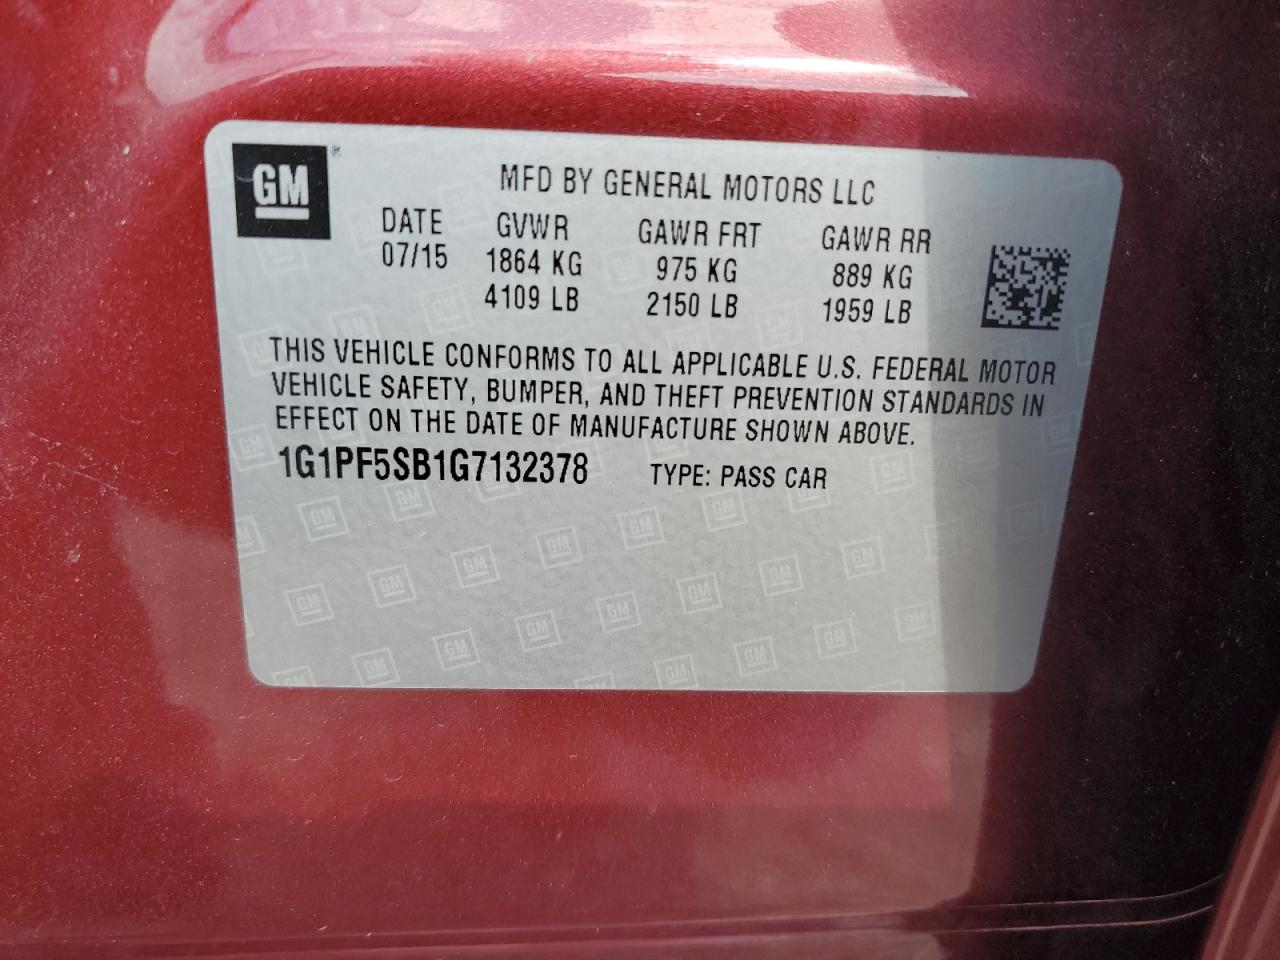 GM®
MFD BY GENERAL MOTORS LLC
DATE GVWR GAWR FRT GAWR RR
07/15 1864 KG 975 KG 889 KG
4109 LB 2150 LB 1959 LB
THIS VEHICLE CONFORMS TO ALL APPLICABLE U.S. FEDERAL MOTOR
VEHICLE SAFETY, BUMPER, AND THEFT PREVENTION STANDARDS IN
EFFECT ON THE DATE OF MANUFACTURE SHOWN ABOVE.
1G1PF5SB1G7132378 TYPE: PASS CAR